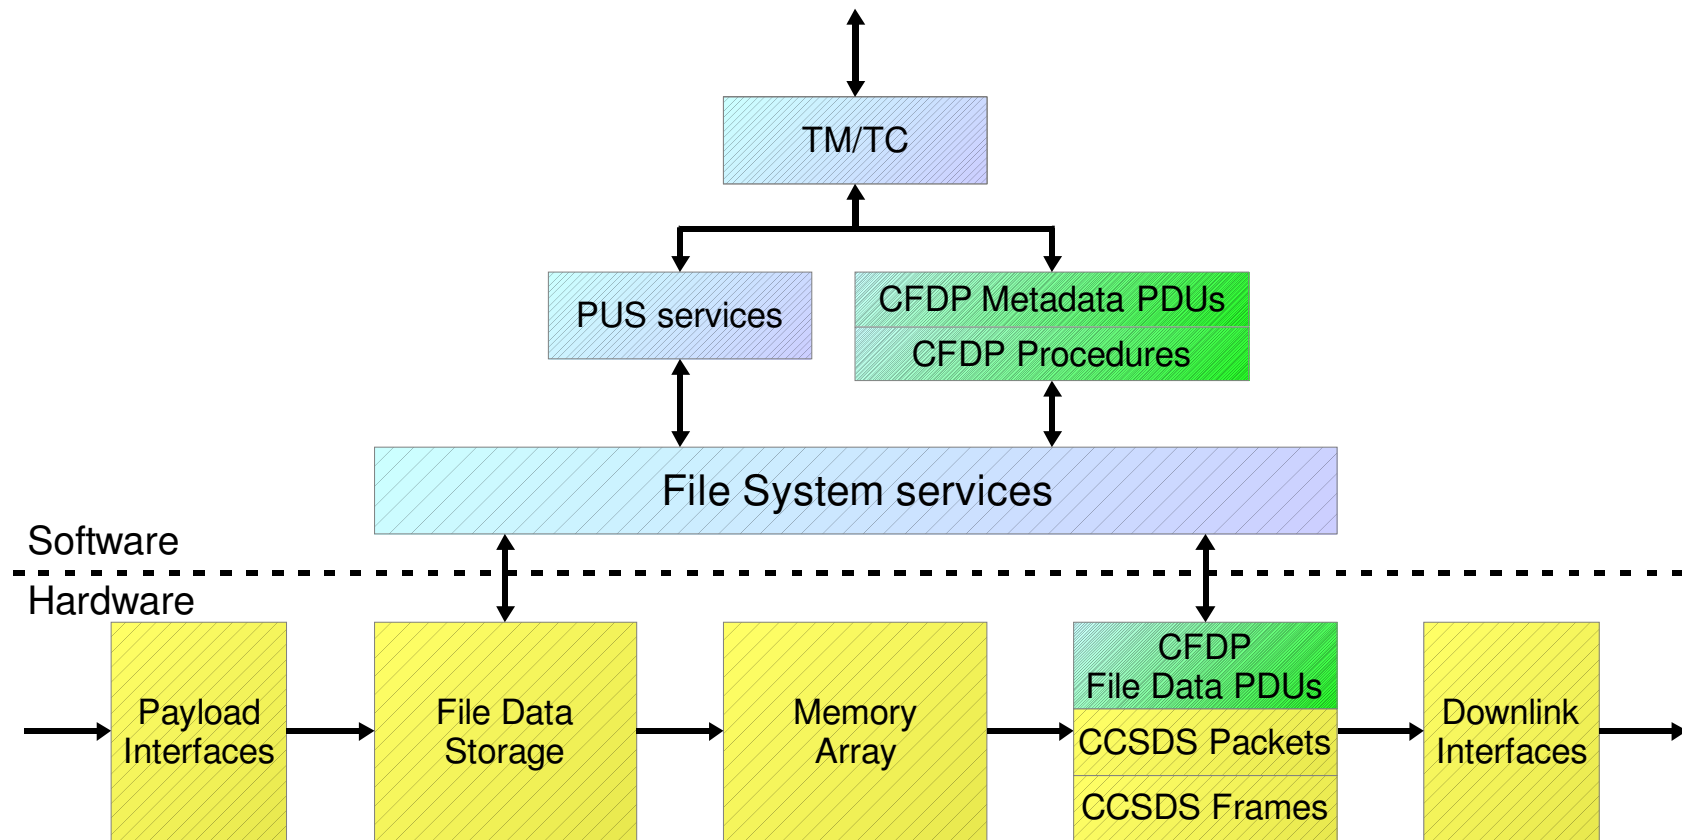 TM/TC
PUS services
CFDP Metadata PDUs
CFDP Procedures
File System services
Software
Hardware
Payload
Interfaces
File Data
Storage
Memory
Array
CFDP
File Data PDUs
CCSDS Packets
CCSDS Frames
Downlink
Interfaces